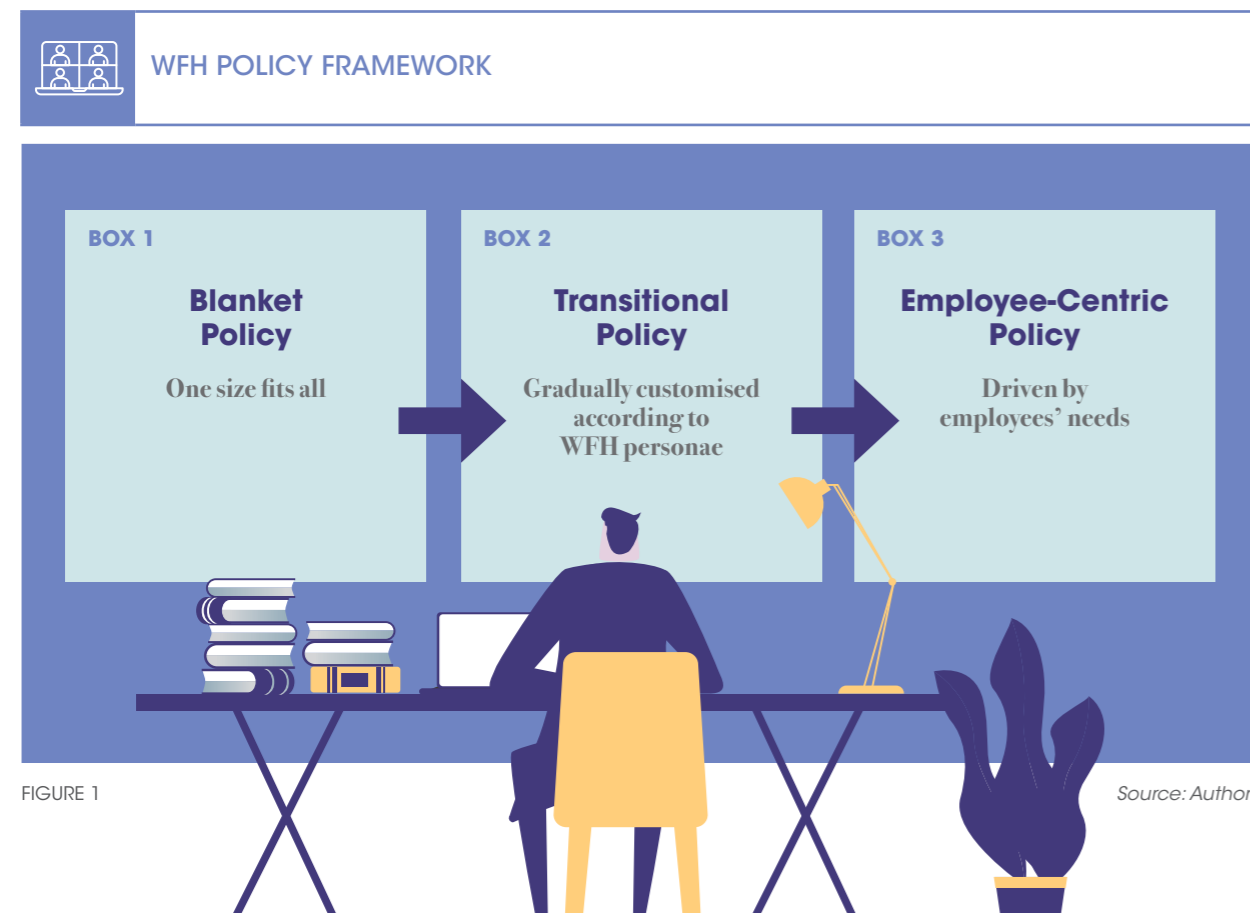 WFH POLICY FRAMEWORK
BOX 1
Blanket
Policy
One size fits all
BOX 2
Transitional
Policy
Gradually customised
according to
WFH personae
BOX 3
Employee-Centric
Policy
Driven by
employees’ needs
FIGURE 1
Source: Author